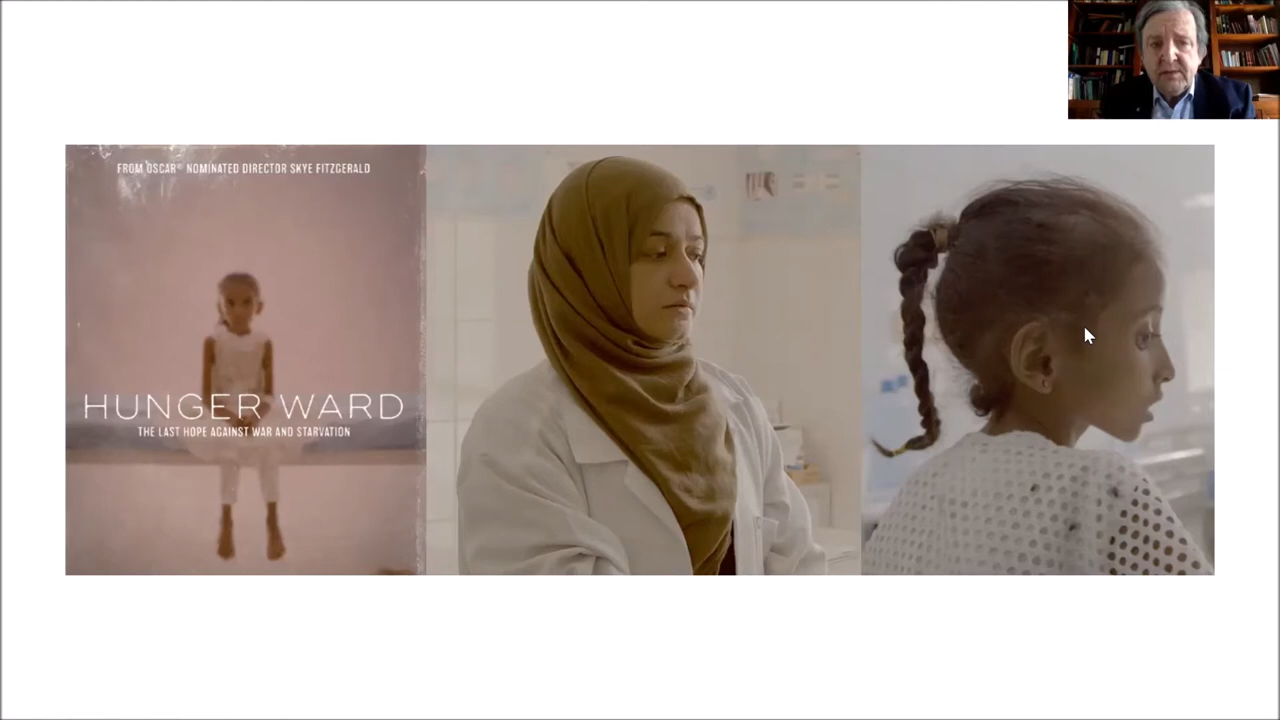 FROM OSCAR® NOMINATED DIRECTOR SKYE FITZGERALD
HUNGER WARD
THE LAST HOPE AGAINST WAR AND STARVATION